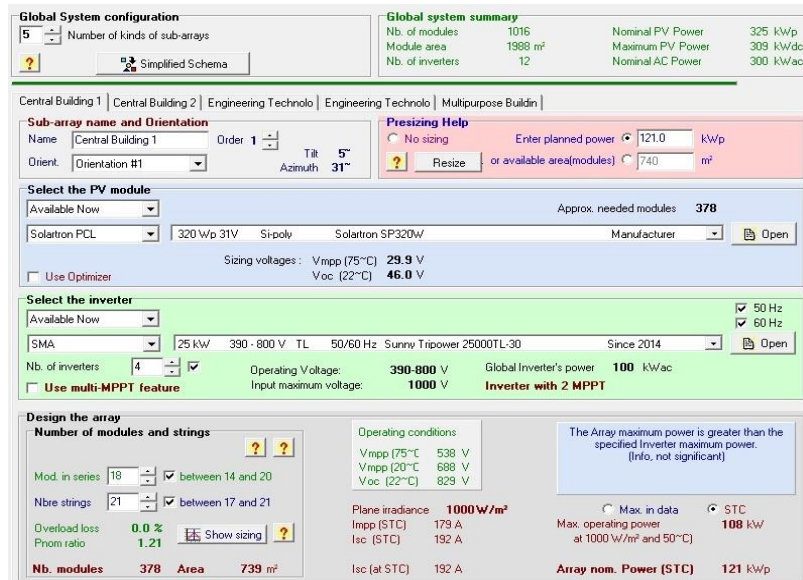 Global System configuration
5 Number of kinds of sub-arrays
? Simplified Schema
Global system summary
Nb. of modules 1016 Nominal PV Power 325 kWp
Module area 1988 m² Maximum PV Power 309 kWdc
Nb. of inverters 12 Nominal AC Power 300 kWac
Central Building 1 Central Building 2 Engineering Technolo Engineering Technolo Multipurpose Buildin
Sub-array name and Orientation
Name Central Building 1 Order 1
Orient. Orientation #1 Tilt 5~
Azimuth 31~
Presizing Help
No sizing Enter planned power 121.0 kWp
? Resize or available area(modules) 740 m²
Select the PV module
Available Now Approx. needed modules 378
Solartron PCL 320 Wp 31V Si-poly Solartron SP320W Manufacturer Open
Sizing voltages : Vmpp (75~C) 29.9 V
Use Optimizer Voc (22~C) 46.0 V
Select the inverter
Available Now 50 Hz
60 Hz
SMA 25 kW 390 - 800 V TL 50/60 Hz Sunny Tripower 25000TL-30 Since 2014 Open
Nb. of inverters 4 Operating Voltage: 390-800 V Global Inverter's power 100 kWac
Use multi-MPPT feature Input maximum voltage: 1000 V Inverter with 2 MPPT
Design the array
Number of modules and strings
? ?
Mod. in series 18 between 14 and 20
Nbre strings 21 between 17 and 21
Overload loss 0.0 %
Pnom ratio 1.21 Show sizing ?
Nb. modules 378 Area 739 m²
Operating conditions
Vmpp (75~C 538 V
Vmpp (20~C 688 V
Voc (22~C) 829 V
Plane irradiance 1000 W/m²
Impp (STC) 179 A
Isc (STC) 192 A
Isc (at STC) 192 A
The Array maximum power is greater than the
specified Inverter maximum power.
(Info, not significant)
Max. in data STC
Max. operating power 108 kW
at 1000 W/m² and 50~C)
Array nom. Power (STC) 121 kWp